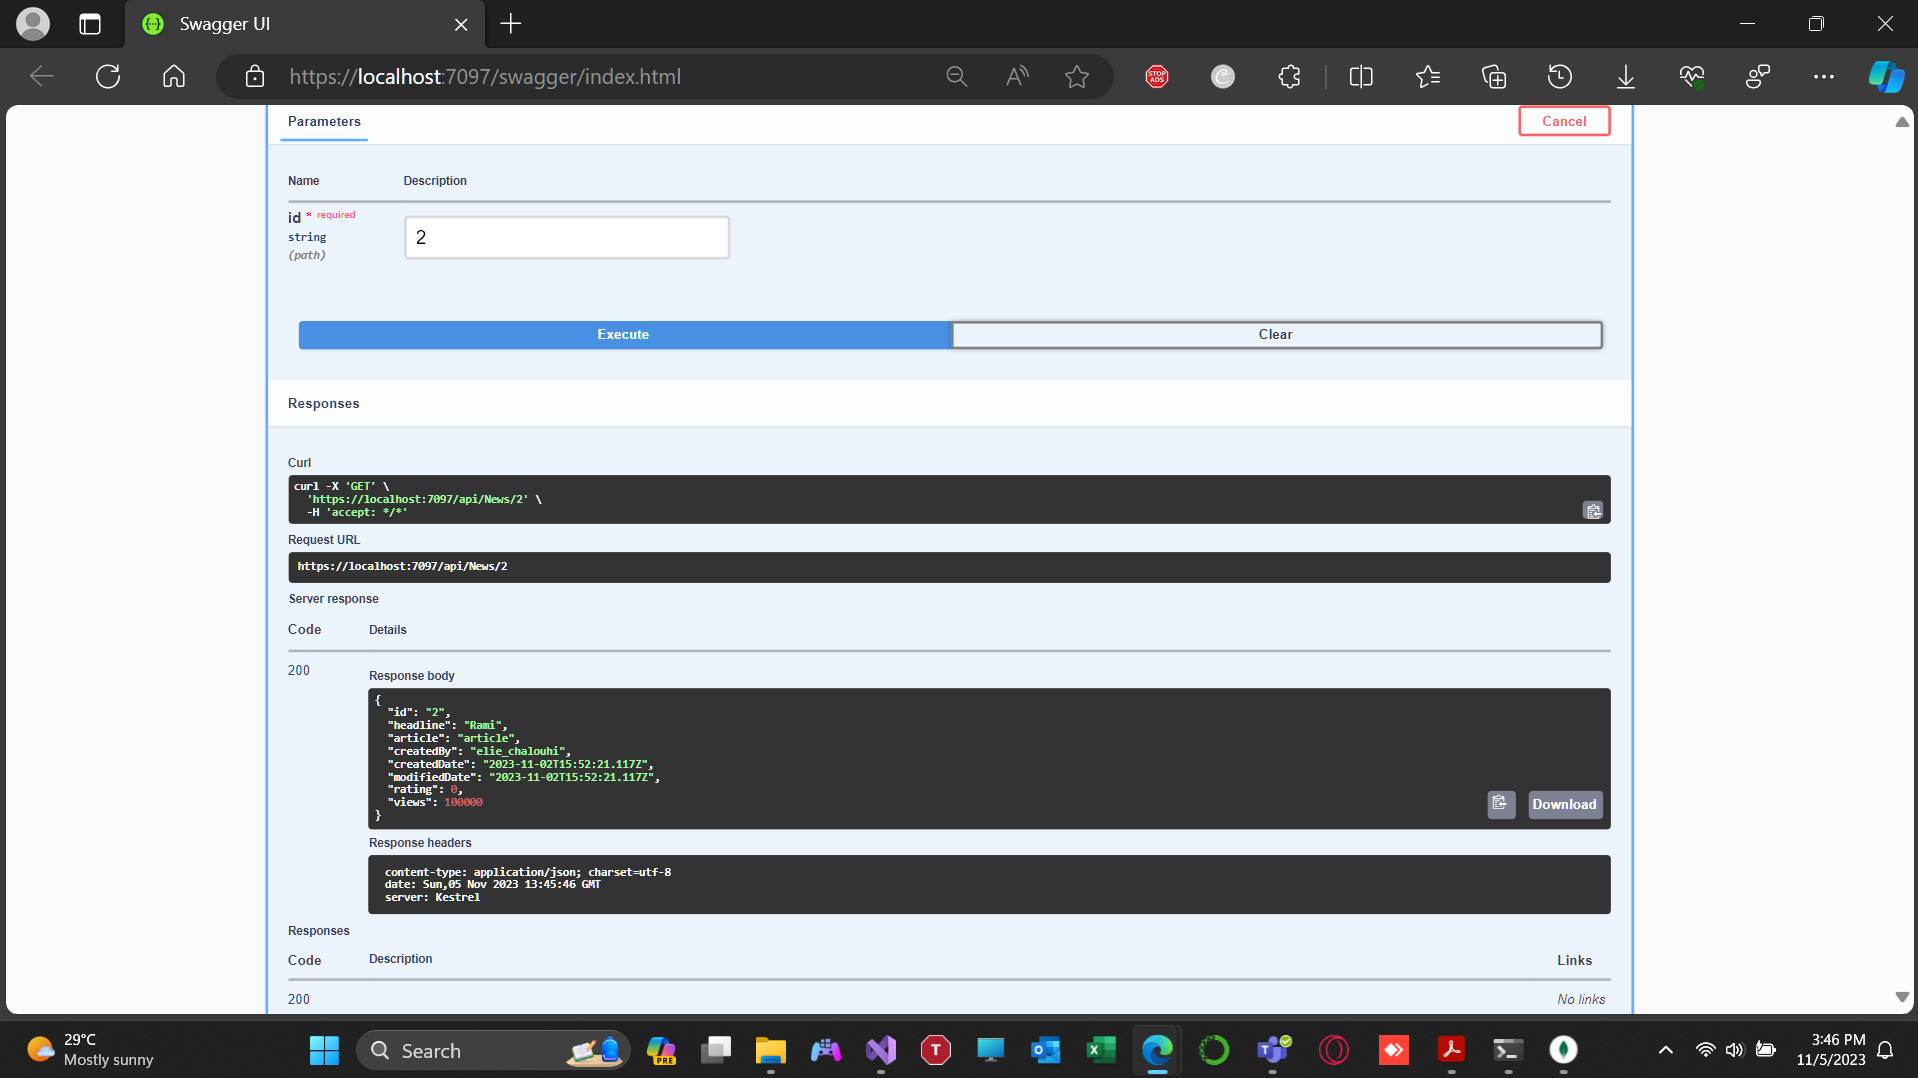 Swagger UI
https://localhost:7097/swagger/index.html
STOP ADS
Parameters
Cancel
Name Description
id * required
string
(path)
2
Execute Clear
Responses
Curl
curl -X 'GET' \
'https://localhost:7097/api/News/2' \
-H 'accept: */*'
Request URL
https://localhost:7097/api/News/2
Server response
Code Details
200
Response body
{
"id": "2",
"headline": "Rami",
"article": "article",
"createdBy": "elie_chalouhi",
"createdDate": "2023-11-02T15:52:21.117Z",
"modifiedDate": "2023-11-02T15:52:21.117Z",
"rating": 0,
"views": 100000
}
Download
Response headers
content-type: application/json; charset=utf-8
date: Sun,05 Nov 2023 13:45:46 GMT
server: Kestrel
Responses
Code Description Links
200 No links
29°C
Mostly sunny
Search
PRE
T
3:46 PM
11/5/2023